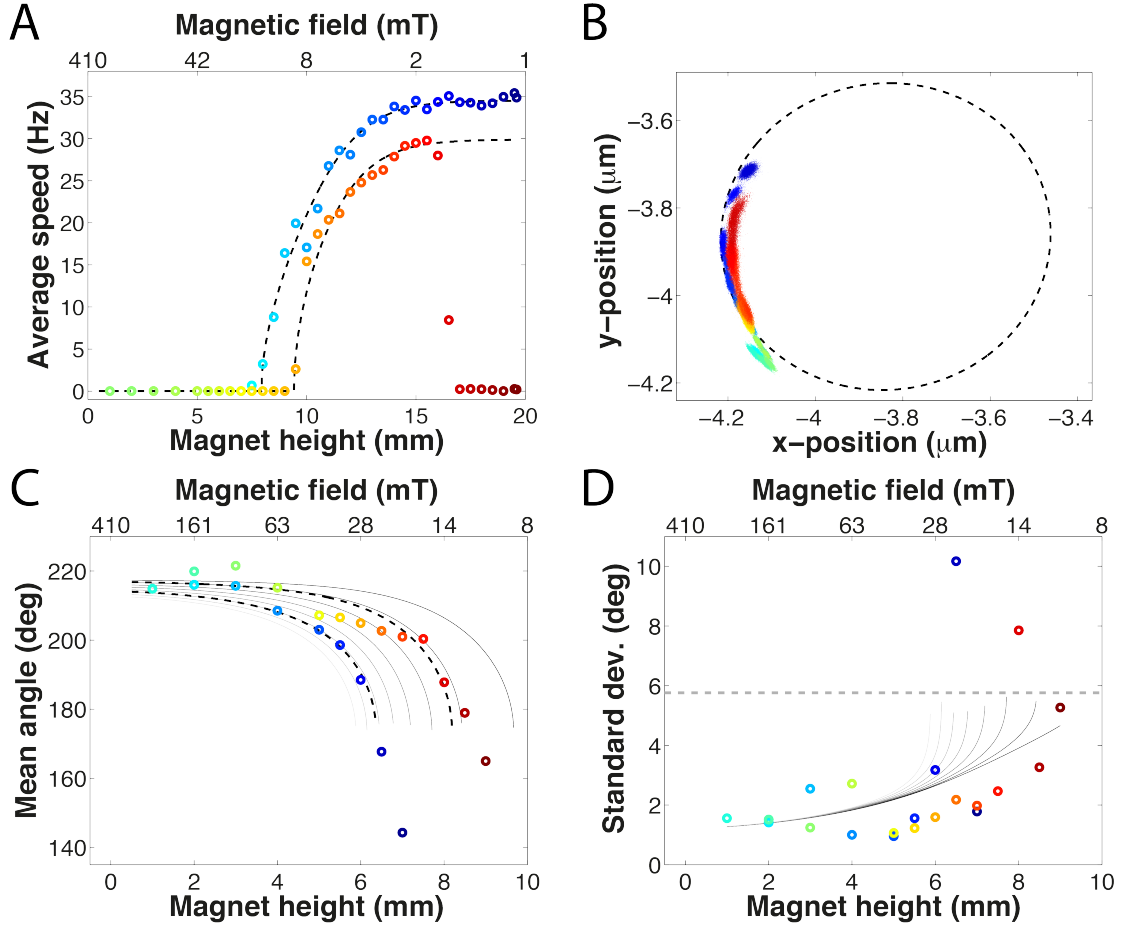 A
Magnetic field (mT)
410 42 8 2 1
Average speed (Hz)
35
30
25
20
15
10
5
0
0 5 10 15 20
Magnet height (mm)
B
y−position (μm)
−3.6
−3.8
−4
−4.2
−4.2 −4 −3.8 −3.6 −3.4
x−position (μm)
C
Magnetic field (mT)
410 161 63 28 14 8
Mean angle (deg)
220
200
180
160
140
0 2 4 6 8 10
Magnet height (mm)
D
Magnetic field (mT)
410 161 63 28 14 8
Standard dev. (deg)
10
8
6
4
2
0
0 2 4 6 8 10
Magnet height (mm)